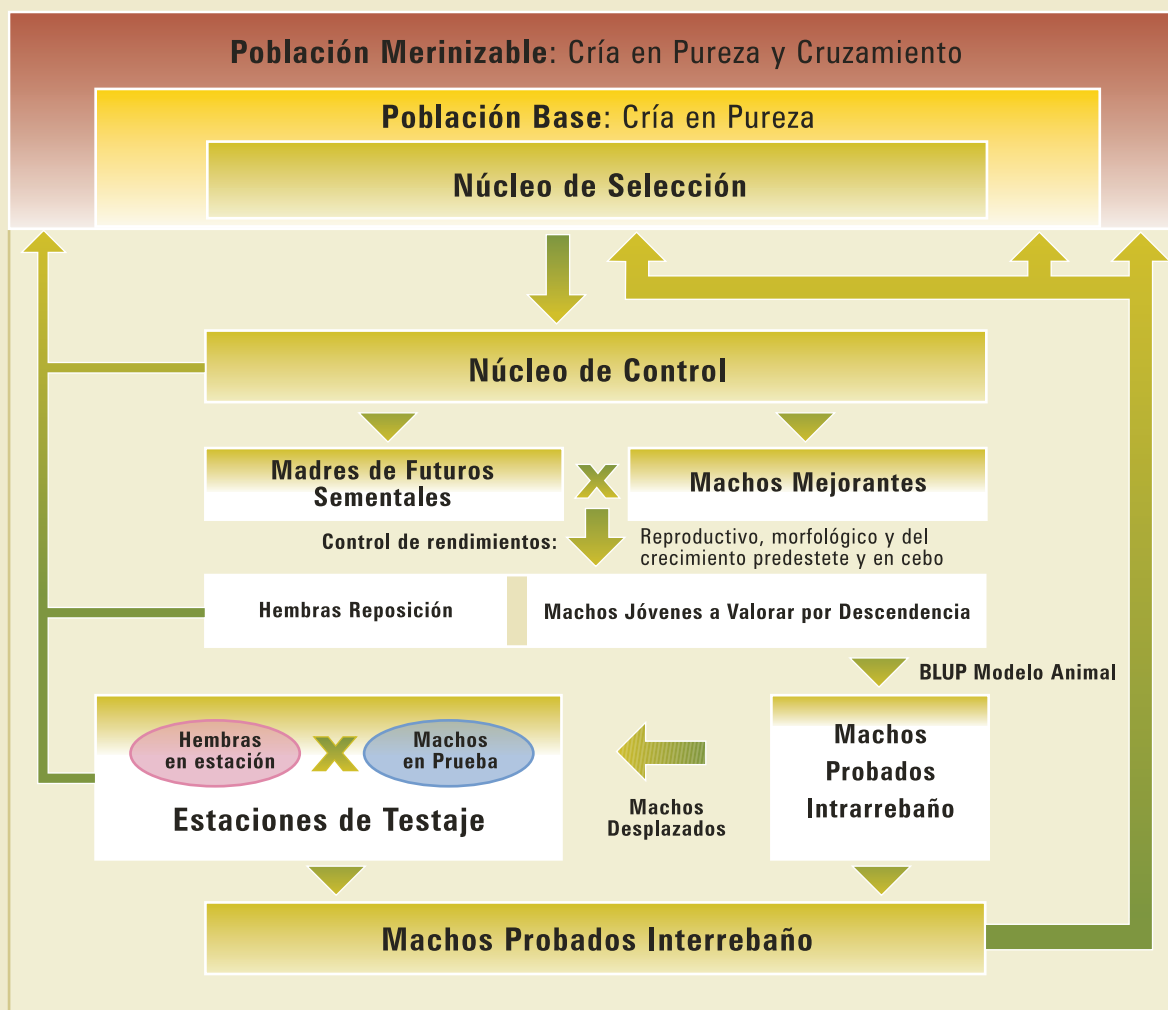 Población Merinizable: Cría en Pureza y Cruzamiento
Población Base: Cría en Pureza
Núcleo de Selección
Núcleo de Control
Madres de Futuros
Sementales
X
Machos Mejorantes
Control de rendimientos:
Reproductivo, morfológico y del
crecimiento predestete y en cebo
Hembras Reposición
Machos Jóvenes a Valorar por Descendencia
BLUP Modelo Animal
Hembras
en estación
X
Machos
en Prueba
Estaciones de Testaje
Machos
Desplazados
Machos
Probados
Intrarrebaño
Machos Probados Interrebaño